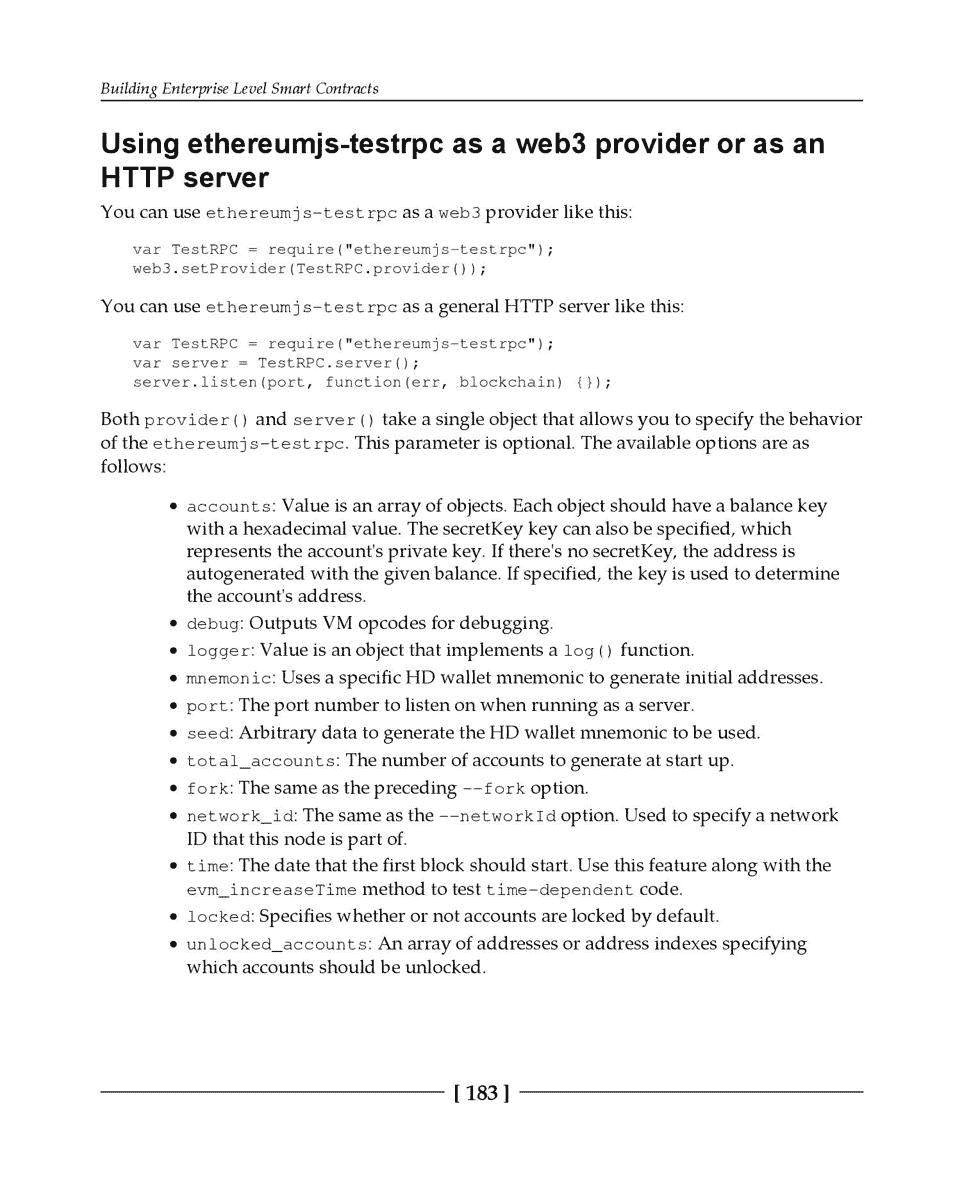 Building Enterprise Level Smart Contracts
Using ethereumjs-testrpc as a web3 provider or as an
HTTP server
You can use ethereumjs-testrpc as a web3 provider like this:
var TestRPC = require("ethereumjs-testrpc");
web3.setProvider(TestRPC.provider());
You can use ethereumjs-testrpc as a general HTTP server like this:
var TestRPC = require("ethereumjs-testrpc");
var server = TestRPC.server();
server.listen(port, function(err, blockchain) {});
Both provider() and server() take a single object that allows you to specify the behavior
of the ethereumjs-testrpc. This parameter is optional. The available options are as
follows:
• accounts: Value is an array of objects. Each object should have a balance key
with a hexadecimal value. The secretKey key can also be specified, which
represents the account's private key. If there's no secretKey, the address is
autogenerated with the given balance. If specified, the key is used to determine
the account's address.
• debug: Outputs VM opcodes for debugging.
• logger: Value is an object that implements a log() function.
• mnemonic: Uses a specific HD wallet mnemonic to generate initial addresses.
• port: The port number to listen on when running as a server.
• seed: Arbitrary data to generate the HD wallet mnemonic to be used.
• total_accounts: The number of accounts to generate at start up.
• fork: The same as the preceding --fork option.
• network_id: The same as the --networkId option. Used to specify a network
ID that this node is part of.
• time: The date that the first block should start. Use this feature along with the
evm_increaseTime method to test time-dependent code.
• locked: Specifies whether or not accounts are locked by default.
• unlocked_accounts: An array of addresses or address indexes specifying
which accounts should be unlocked.
[ 183 ]